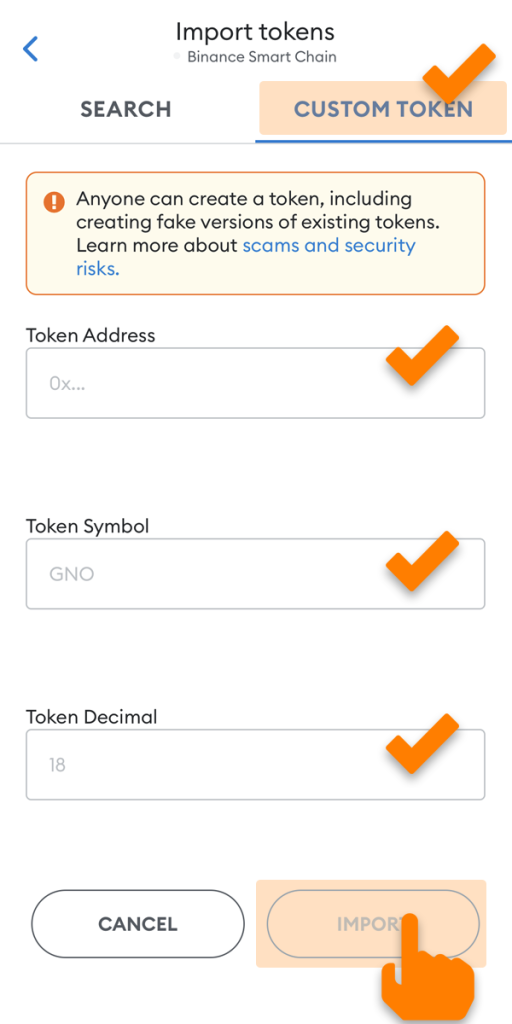 Import tokens
Binance Smart Chain
SEARCH
CUSTOM TOKEN
Anyone can create a token, including
creating fake versions of existing tokens.
Learn more about scams and security
risks.
Token Address
0x...
Token Symbol
GNO
Token Decimal
18
CANCEL
IMPORT